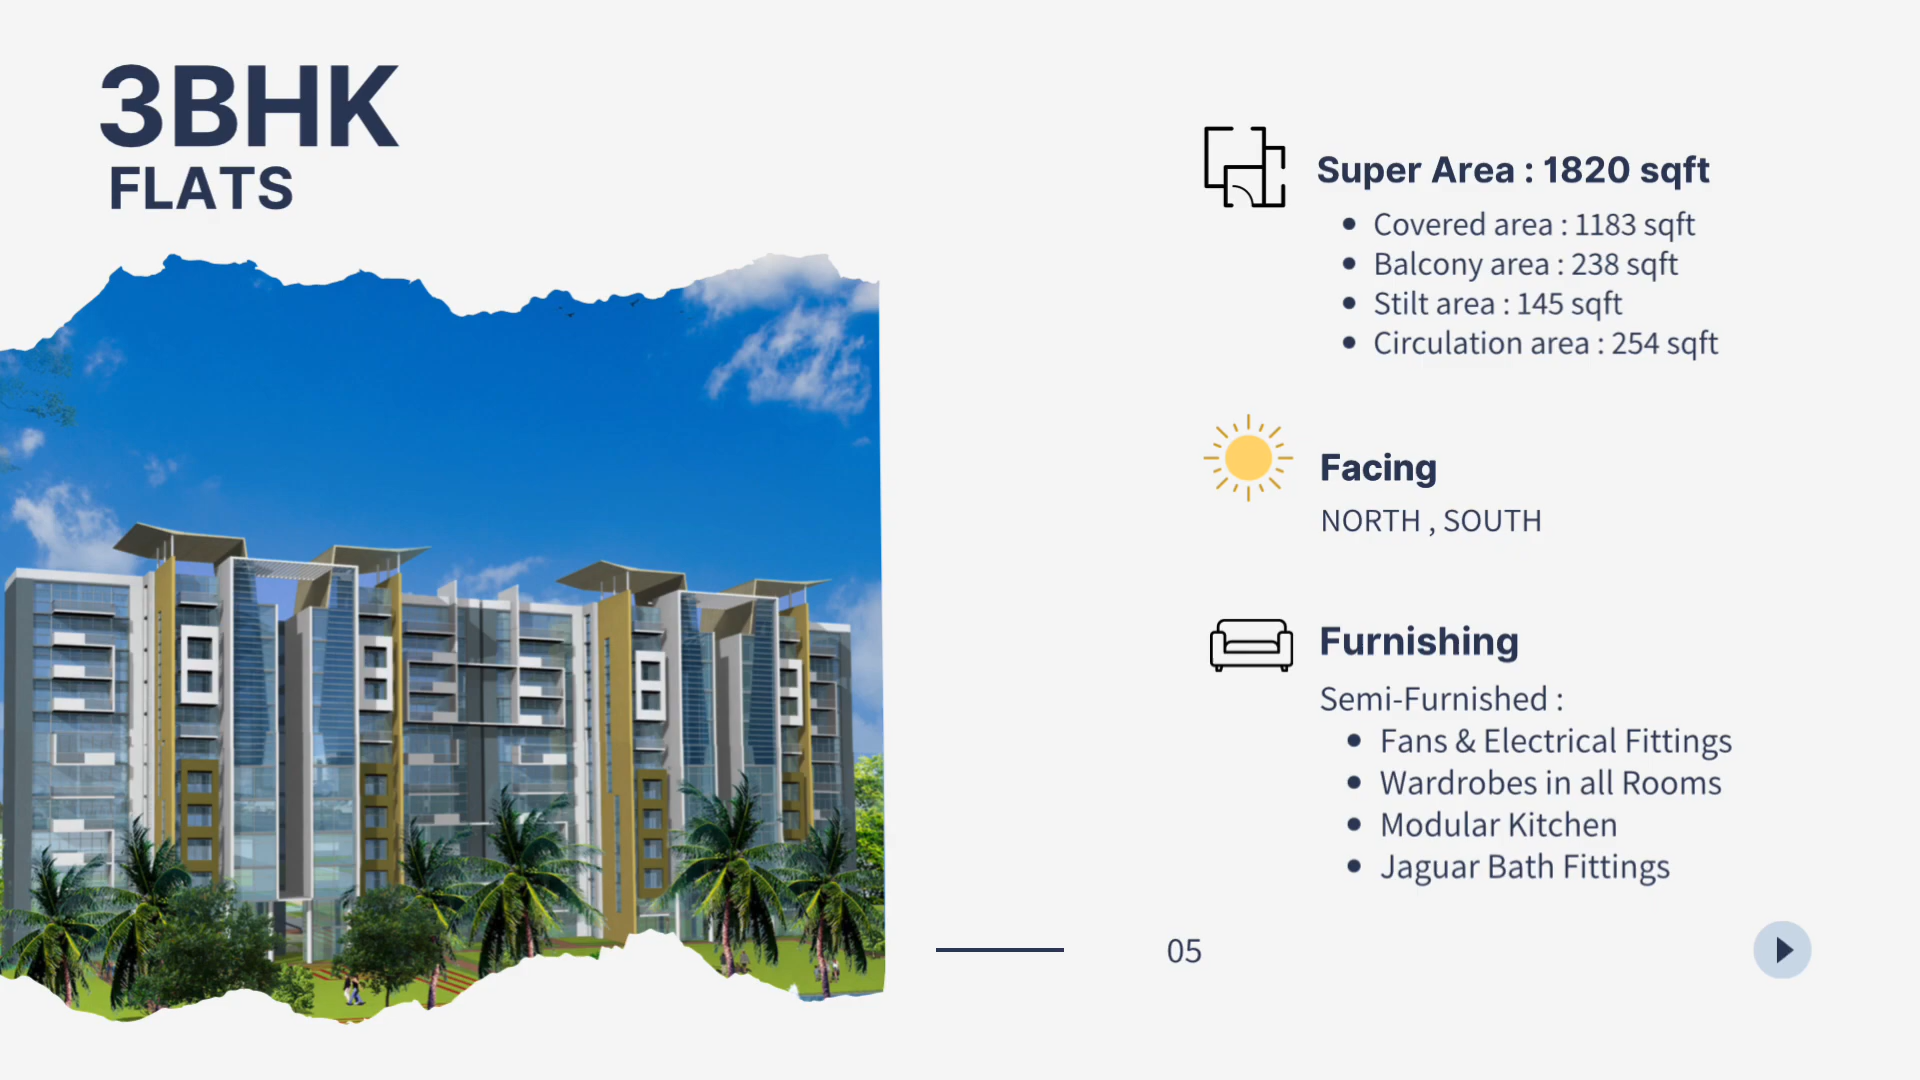 3BHK
FLATS
Super Area : 1820 sqft
• Covered area : 1183 sqft
• Balcony area : 238 sqft
• Stilt area : 145 sqft
• Circulation area : 254 sqft
Facing
NORTH , SOUTH
Furnishing
Semi-Furnished :
• Fans & Electrical Fittings
• Wardrobes in all Rooms
• Modular Kitchen
• Jaguar Bath Fittings
05